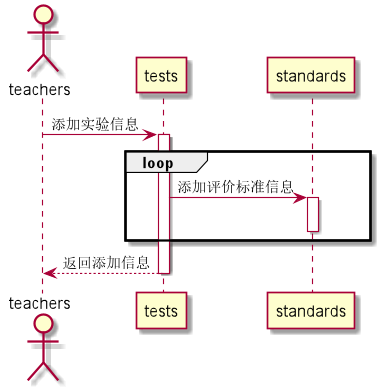 teachers
tests
standards
添加实验信息
loop
添加评价标准信息
返回添加信息
teachers
tests
standards